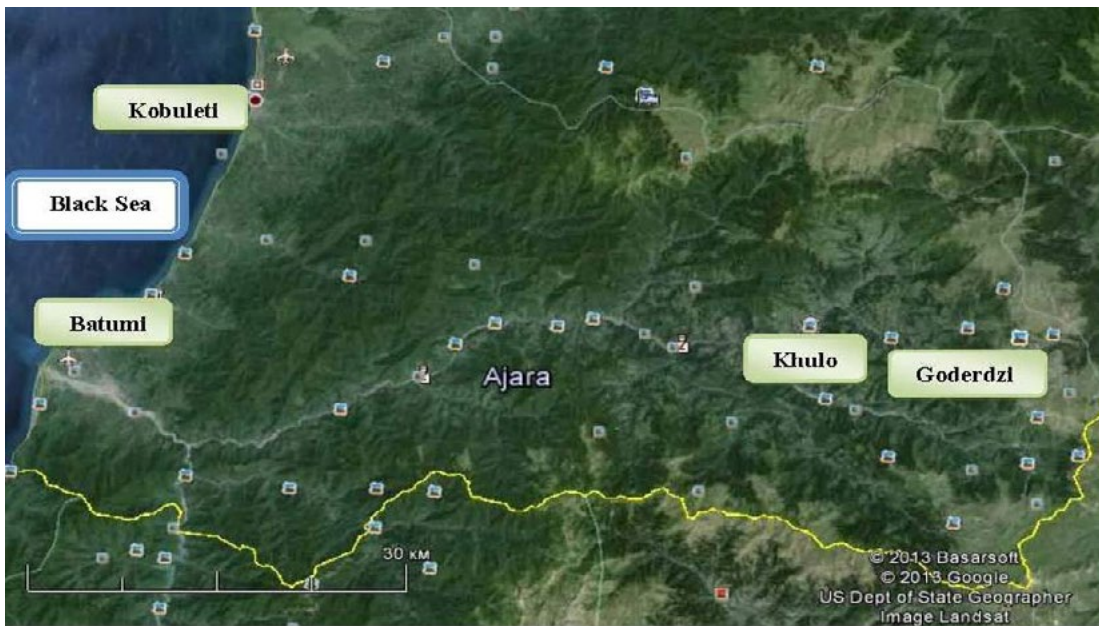 Kobuleti
Black Sea
Batumi
Khulo
Goderdzi
Ajara
30 км
© 2013 Basarsoft
© 2013 Google
US Dept of State Geographer
Image Landsat